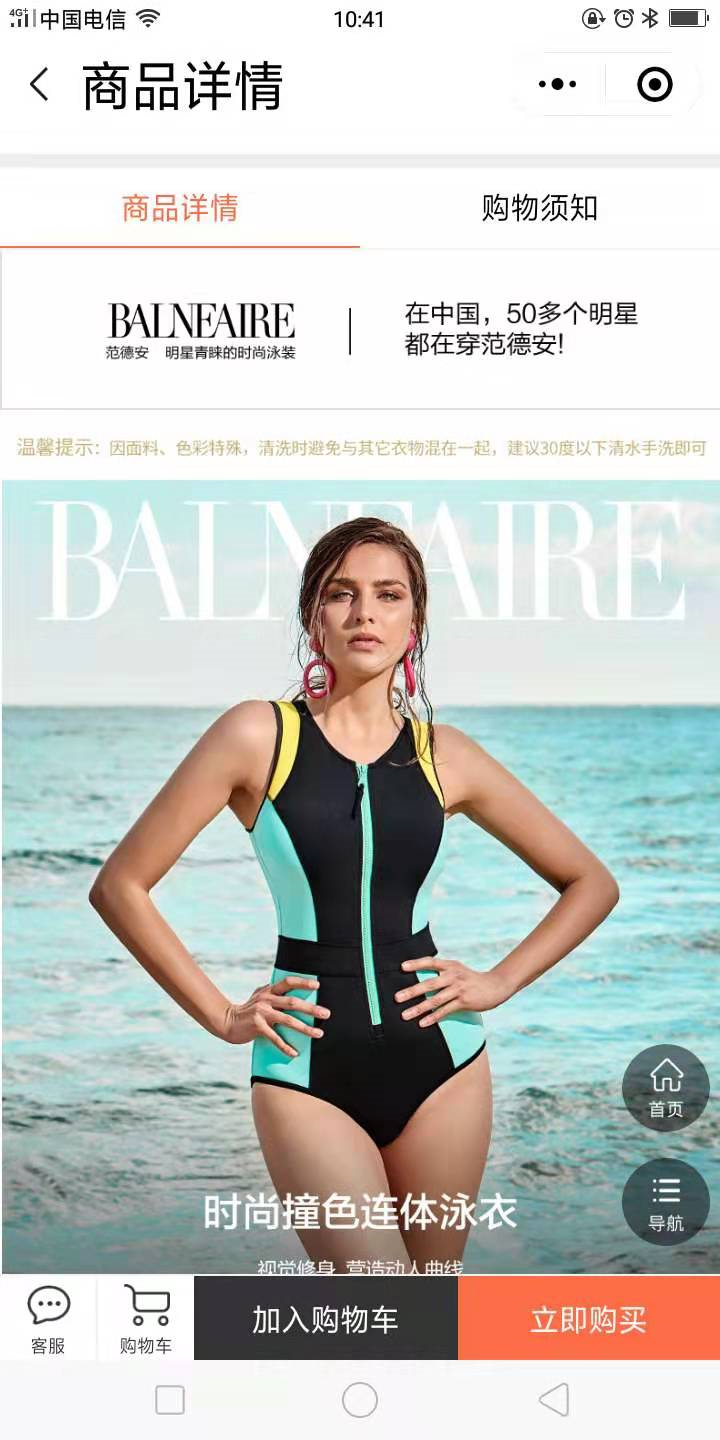 4G+ 中国电信 10:41
商品详情
商品详情 购物须知
BALNEAIRE
范德安 明星青睐的时尚泳装
在中国，50多个明星
都在穿范德安!
温馨提示：因面料、色彩特殊，清洗时避免与其它衣物混在一起，建议30度以下清水手洗即可
BALNEAIRE
首页
时尚撞色连体泳衣
导航
视觉修身 营造动人曲线
客服 购物车 加入购物车 立即购买